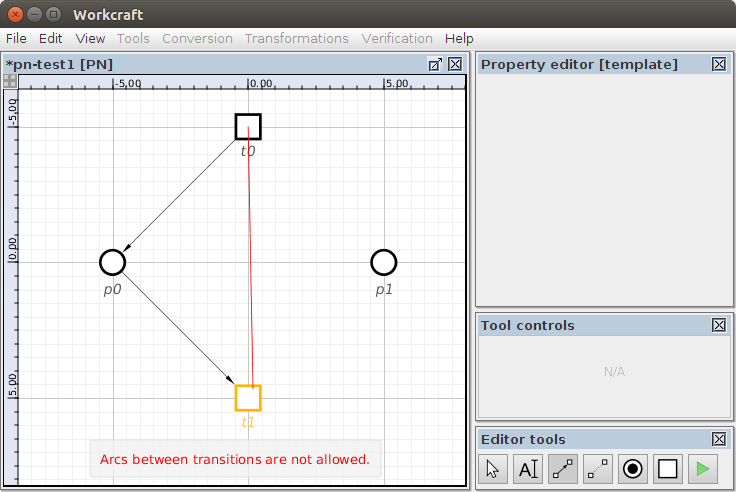 Workcraft
File Edit View Tools Conversion Transformations Verification Help
*pn-test1 [PN]
-5,00 0.00 5,00
-5,00
t0
0.00
p0 p1
5,00
t1
Arcs between transitions are not allowed.
Property editor [template]
Tool controls
N/A
Editor tools
A